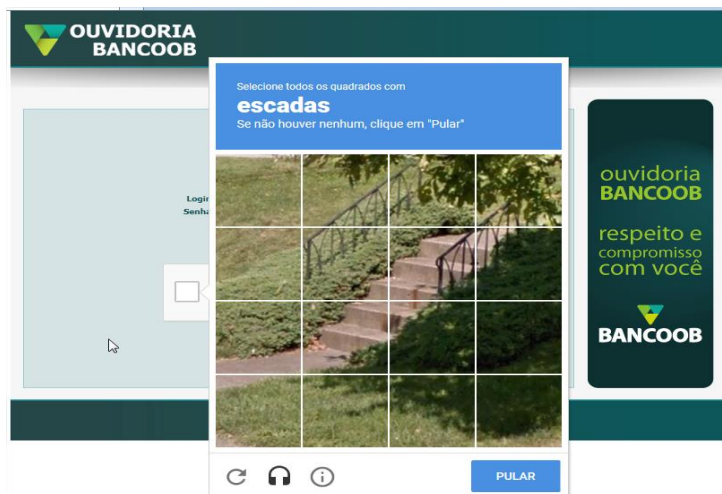 OUVIDORIA
BANCOOB
Selecione todos os quadrados com
escadas
Se não houver nenhum, clique em "Pular"
Login
Senha
ouvidoria
BANCOOB
respeito e
compromisso
com você
BANCOOB
PULAR